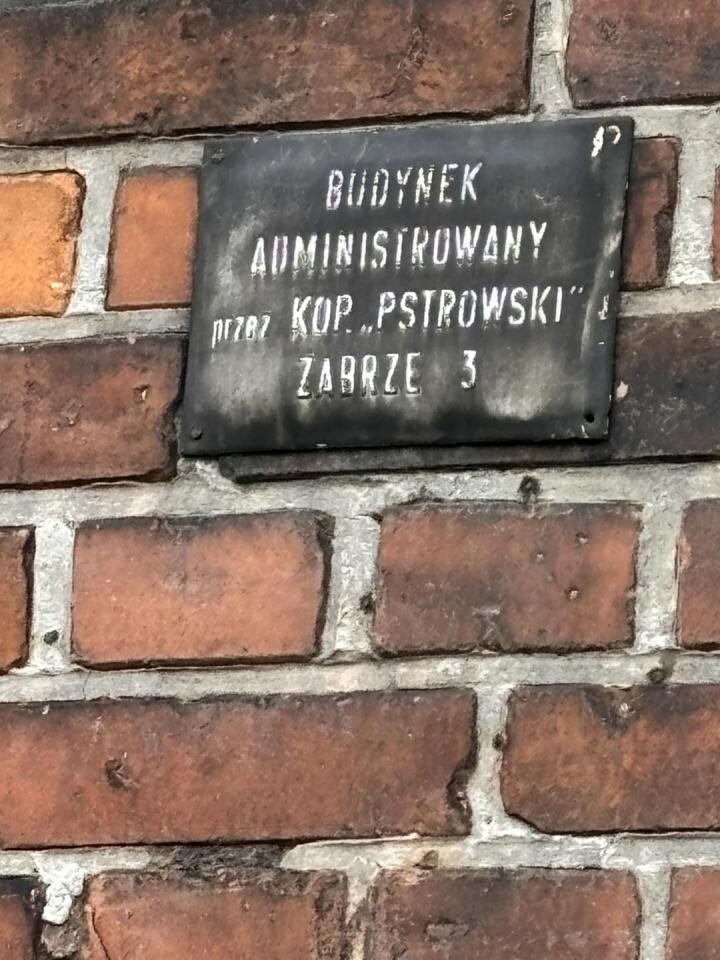 BUDYNEK
ADMINISTROWANY
przez KOP. „PSTROWSKI”
ZABRZE 3